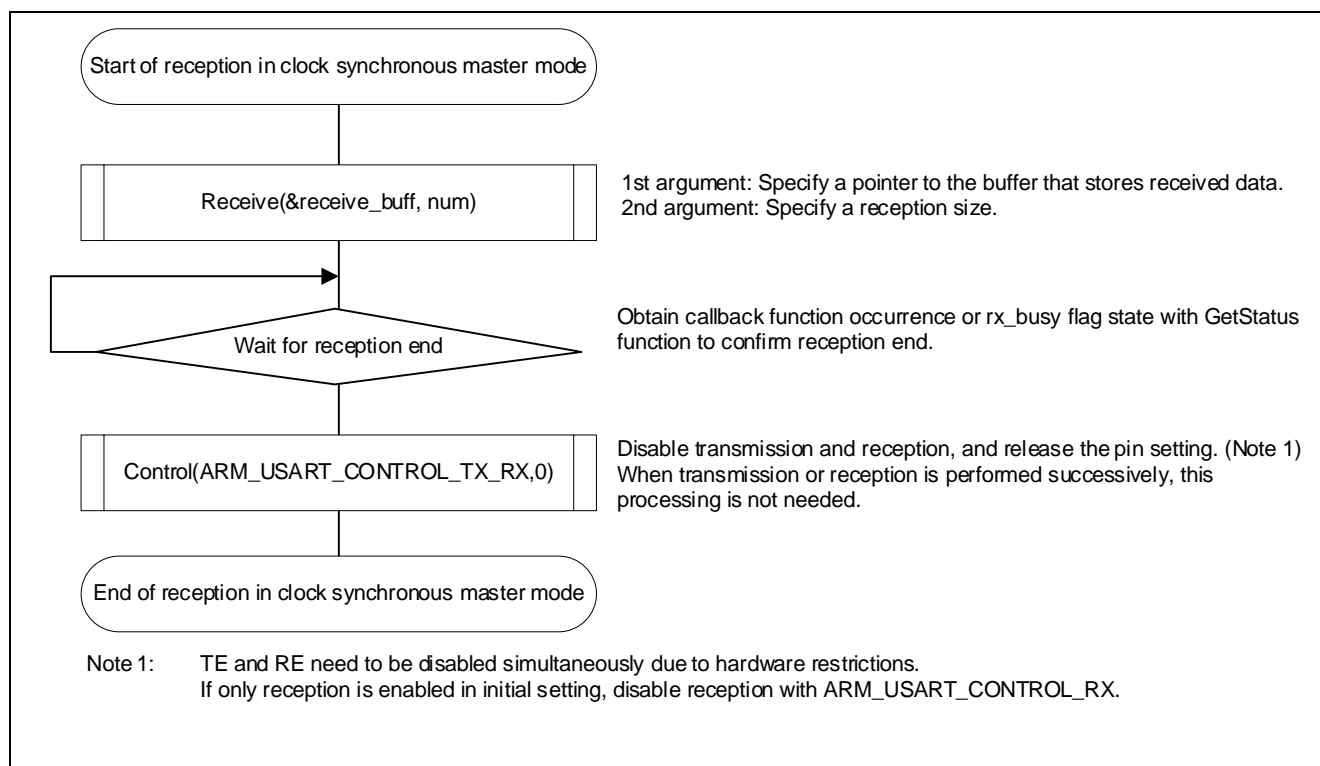 Start of reception in clock synchronous master mode
Receive(&receive_buff, num)
1st argument: Specify a pointer to the buffer that stores received data.
2nd argument: Specify a reception size.
Wait for reception end
Obtain callback function occurrence or rx_busy flag state with GetStatus
function to confirm reception end.
Control(ARM_USART_CONTROL_TX_RX,0)
Disable transmission and reception, and release the pin setting. (Note 1)
When transmission or reception is performed successively, this
processing is not needed.
End of reception in clock synchronous master mode
Note 1: TE and RE need to be disabled simultaneously due to hardware restrictions.
If only reception is enabled in initial setting, disable reception with ARM_USART_CONTROL_RX.